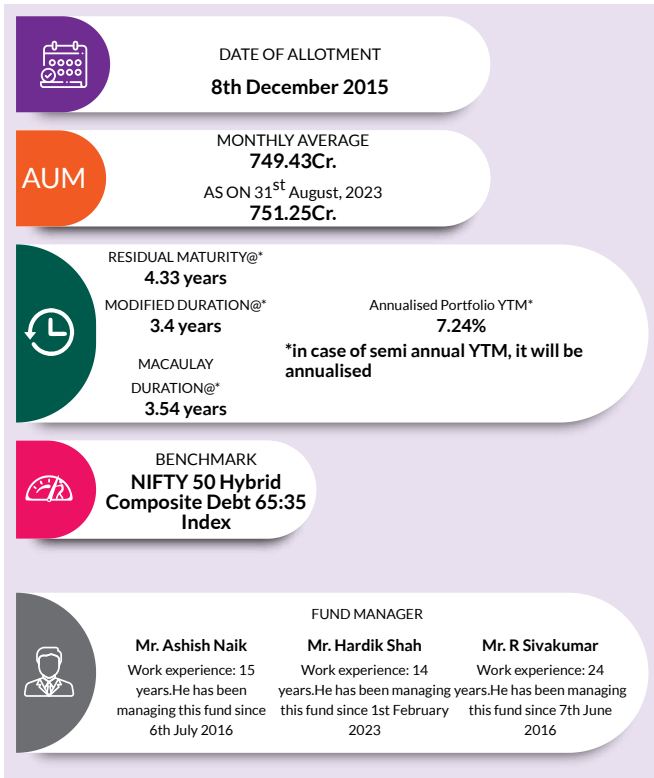 DATE OF ALLOTMENT
8th December 2015
AUM
MONTHLY AVERAGE
749.43Cr.
AS ON 31st August, 2023
751.25Cr.
RESIDUAL MATURITY@*
4.33 years
MODIFIED DURATION@*
3.4 years
MACAULAY
DURATION@*
3.54 years
Annualised Portfolio YTM*
7.24%
*in case of semi annual YTM, it will be
annualised
BENCHMARK
NIFTY 50 Hybrid
Composite Debt 65:35
Index
FUND MANAGER
Mr. Ashish Naik
Work experience: 15
years.He has been
managing this fund since
6th July 2016
Mr. Hardik Shah
Work experience: 14
years.He has been managing
this fund since 1st February
2023
Mr. R Sivakumar
Work experience: 24
years.He has been managing
this fund since 7th June
2016